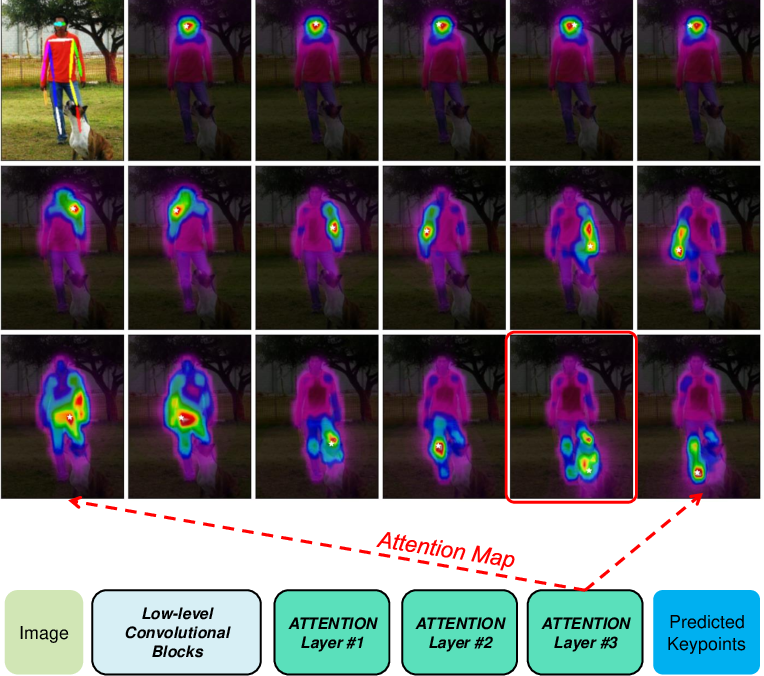 Attention Map
Image
Low-level
Convolutional
Blocks
ATTENTION
Layer #1
ATTENTION
Layer #2
ATTENTION
Layer #3
Predicted
Keypoints